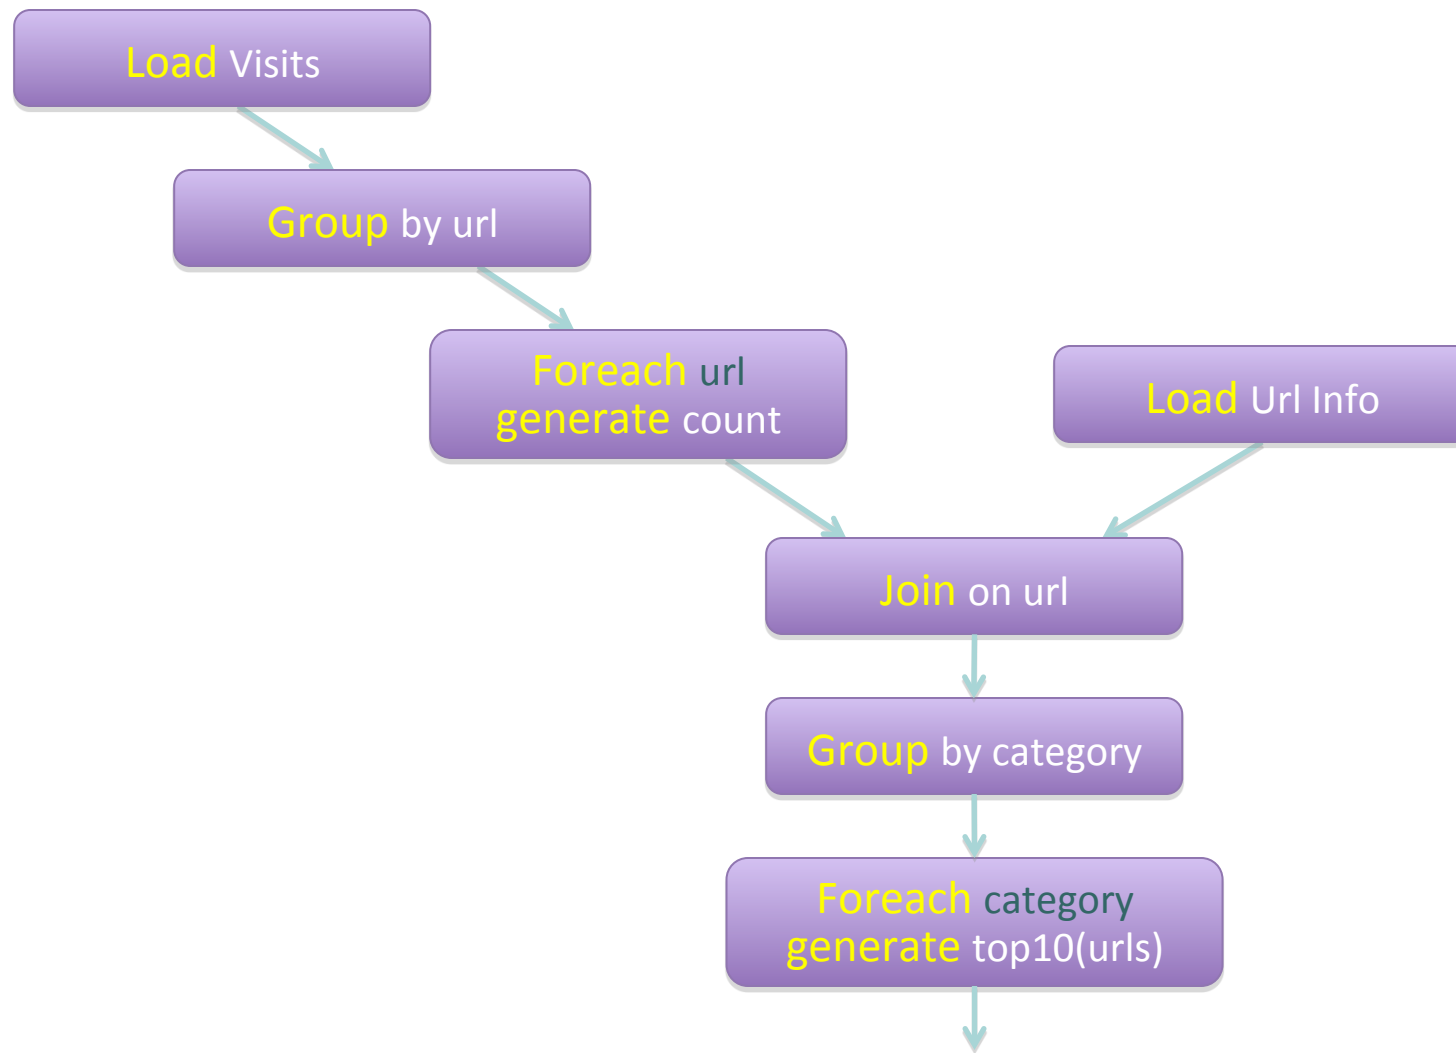 Load Visits
Group by url
Foreach url
generate count
Load Url Info
Join on url
Group by category
Foreach category
generate top10(urls)